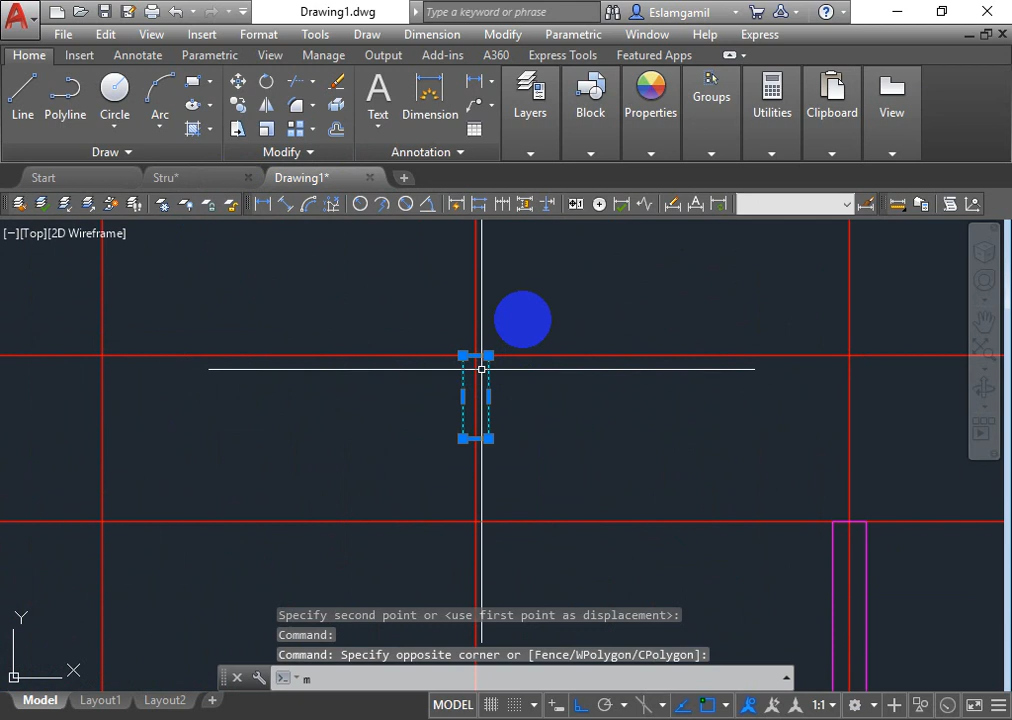 Drawing1.dwg
Type a keyword or phrase
Eslamgamil
File Edit View Insert Format Tools Draw Dimension Modify Parametric Window Help Express
Home Insert Annotate Parametric View Manage Output Add-ins A360 Express Tools Featured Apps
Line Polyline Circle Arc Text Dimension Layers Block Properties Groups Utilities Clipboard View
Draw Modify Annotation
Start Stru* Drawing1*
[−][Top][2D Wireframe]
Specify second point or <use first point as displacement>:
Command:
Command: Specify opposite corner or [Fence/WPolygon/CPolygon]:
m
Y
X
Model Layout1 Layout2 + MODEL 1:1